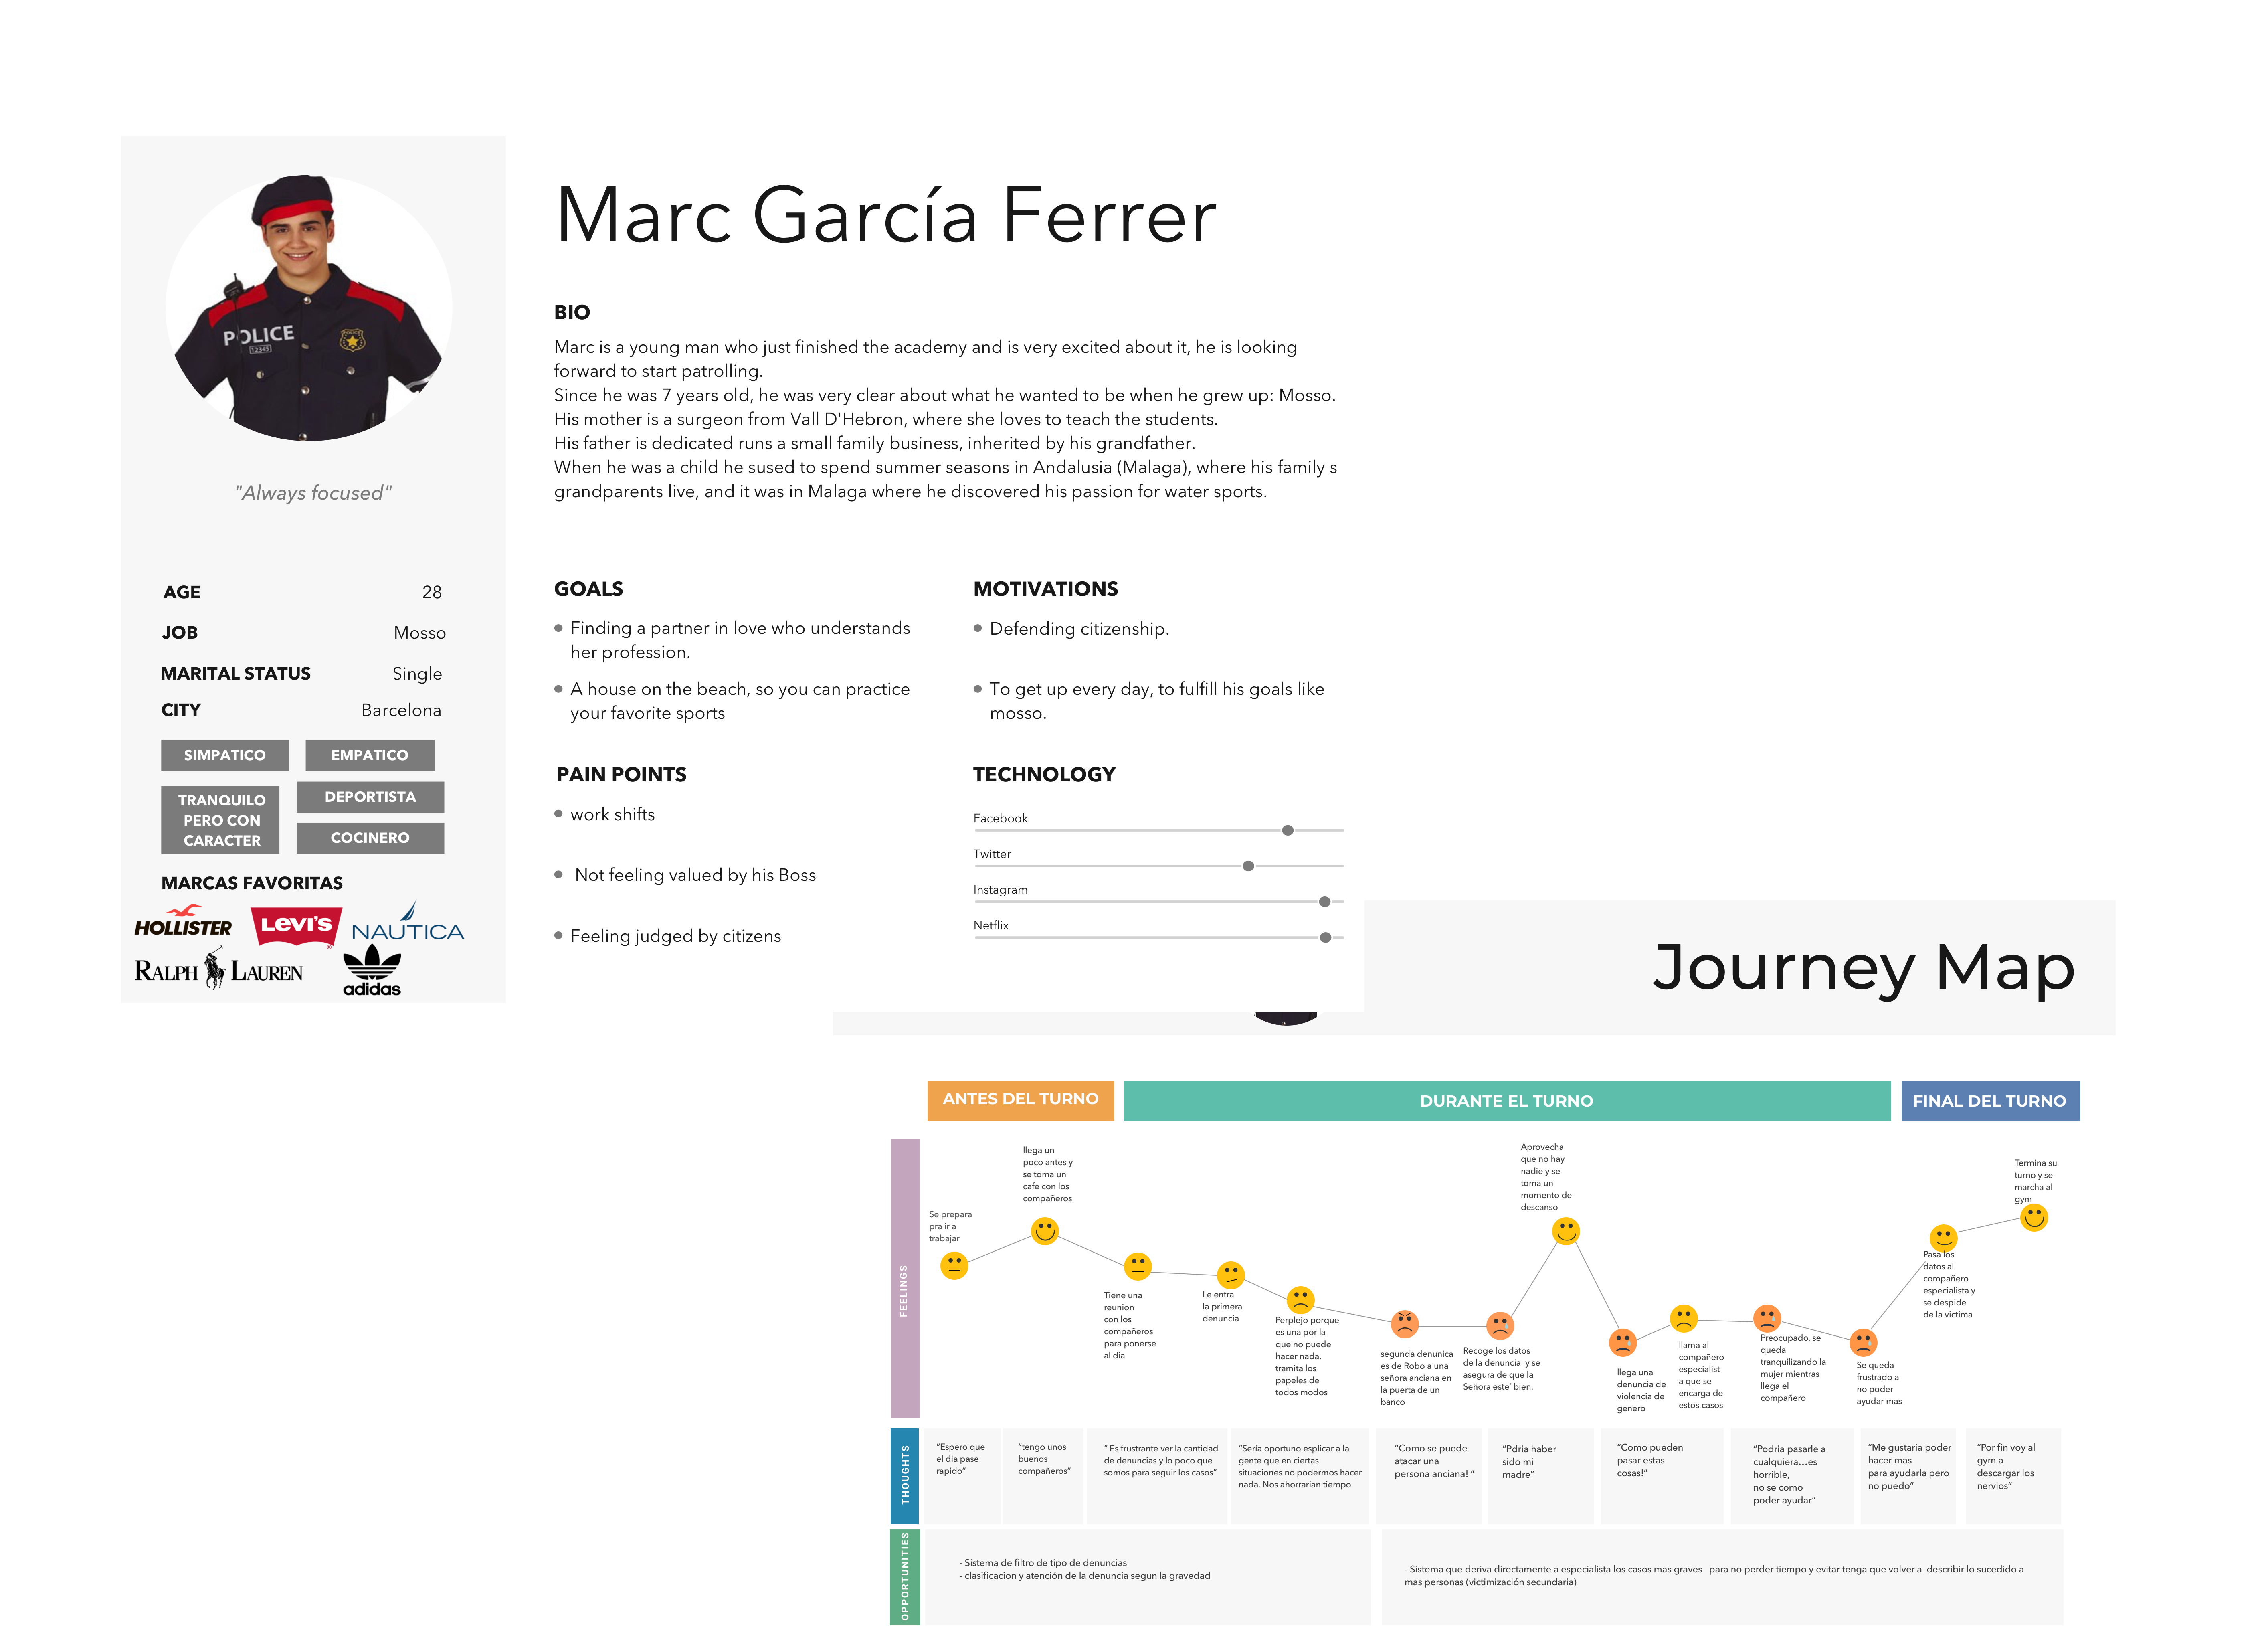 Marc García Ferrer
POLICE
12345
"Always focused"
AGE 28
JOB Mosso
MARITAL STATUS Single
CITY Barcelona
SIMPATICO
EMPATICO
TRANQUILO
PERO CON
CARACTER
DEPORTISTA
COCINERO
MARCAS FAVORITAS
HOLLISTER
LEVI'S
NAUTICA
RALPH LAUREN
adidas
BIO
Marc is a young man who just finished the academy and is very excited about it, he is looking
forward to start patrolling.
Since he was 7 years old, he was very clear about what he wanted to be when he grew up: Mosso.
His mother is a surgeon from Vall D'Hebron, where she loves to teach the students.
His father is dedicated runs a small family business, inherited by his grandfather.
When he was a child he sused to spend summer seasons in Andalusia (Malaga), where his family s
grandparents live, and it was in Malaga where he discovered his passion for water sports.
GOALS
Finding a partner in love who understands
her profession.
A house on the beach, so you can practice
your favorite sports
MOTIVATIONS
Defending citizenship.
To get up every day, to fulfill his goals like
mosso.
PAIN POINTS
work shifts
Not feeling valued by his Boss
Feeling judged by citizens
TECHNOLOGY
Facebook
Twitter
Instagram
Netflix
Journey Map
ANTES DEL TURNO
DURANTE EL TURNO
FINAL DEL TURNO
FEELINGS
Se prepara
pra ir a
trabajar
llega un
poco antes y
se toma un
cafe con los
compañeros
Tiene una
reunion
con los
compañeros
para ponerse
al dia
Le entra
la primera
denuncia
Perplejo porque
es una por la
que no puede
hacer nada.
tramita los
papeles de
todos modos
segunda denunica
es de Robo a una
señora anciana en
la puerta de un
banco
Recoge los datos
de la denuncia y se
asegura de que la
Señora este' bien.
Aprovecha
que no hay
nadie y se
toma un
momento de
descanso
llega una
denuncia de
violencia de
genero
llama al
compañero
especialist
a que se
encarga de
estos casos
Preocupado, se
queda
tranquilizando la
mujer mientras
llega el
compañero
Se queda
frustrado a
no poder
ayudar mas
Pasa los
datos al
compañero
especialista y
se despide
de la victima
Termina su
turno y se
marcha al
gym
THOUGHTS
"Espero que
el dia pase
rapido"
"tengo unos
buenos
compañeros"
" Es frustrante ver la cantidad
de denuncias y lo poco que
somos para seguir los casos"
"Sería oportuno esplicar a la
gente que en ciertas
situaciones no podermos hacer
nada. Nos ahorrarian tiempo
"Como se puede
atacar una
persona anciana! "
"Pdria haber
sido mi
madre"
"Como pueden
pasar estas
cosas!"
"Podria pasarle a
cualquiera...es
horrible,
no se como
poder ayudar"
"Me gustaria poder
hacer mas
para ayudarla pero
no puedo"
"Por fin voy al
gym a
descargar los
nervios"
OPPORTUNITIES
- Sistema de filtro de tipo de denuncias
- clasificacion y atención de la denuncia segun la gravedad
- Sistema que deriva directamente a especialista los casos mas graves para no perder tiempo y evitar tenga que volver a describir lo sucedido a
mas personas (victimización secundaria)